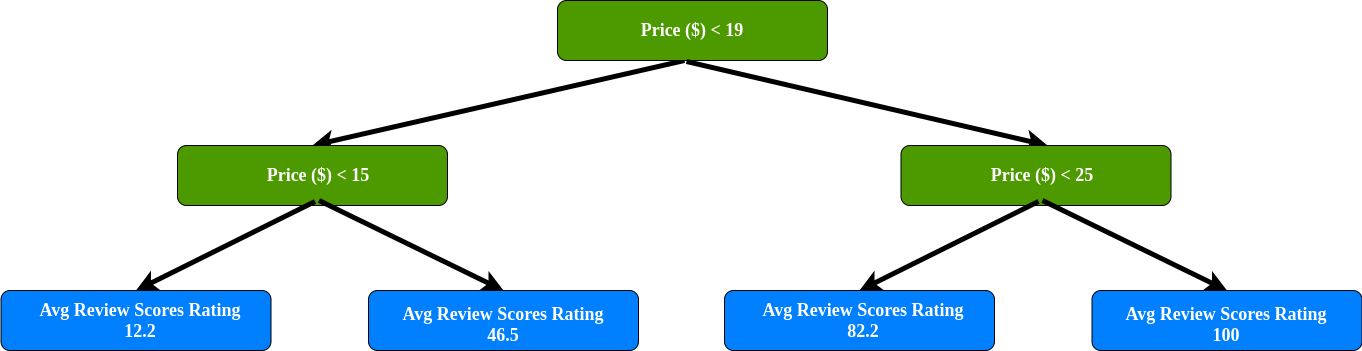 Price ($) < 19
Price ($) < 15
Price ($) < 25
Avg Review Scores Rating
12.2
Avg Review Scores Rating
46.5
Avg Review Scores Rating
82.2
Avg Review Scores Rating
100